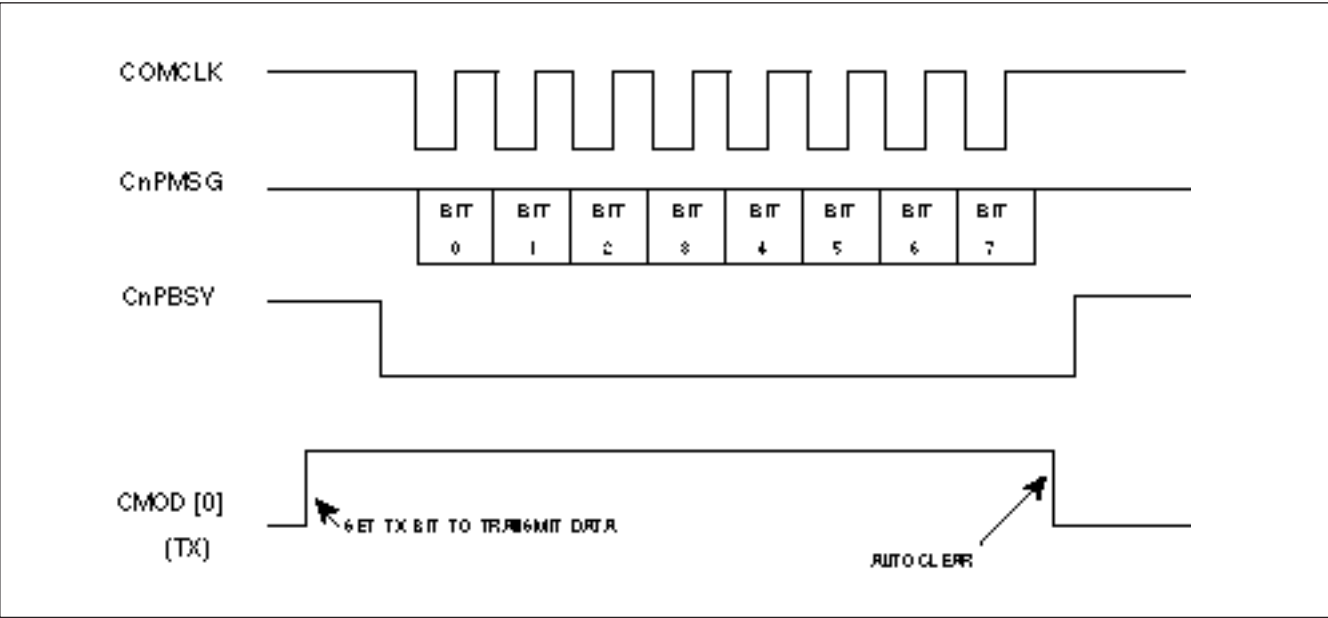 COMCLK
CnPMSG
BIT BIT BIT BIT BIT BIT BIT BIT
0 1 2 3 4 5 6 7
CnPBSY
CMOD [0]
(TX)
SET TX BIT TO TRANSMIT DATA
AUTO CLEAR